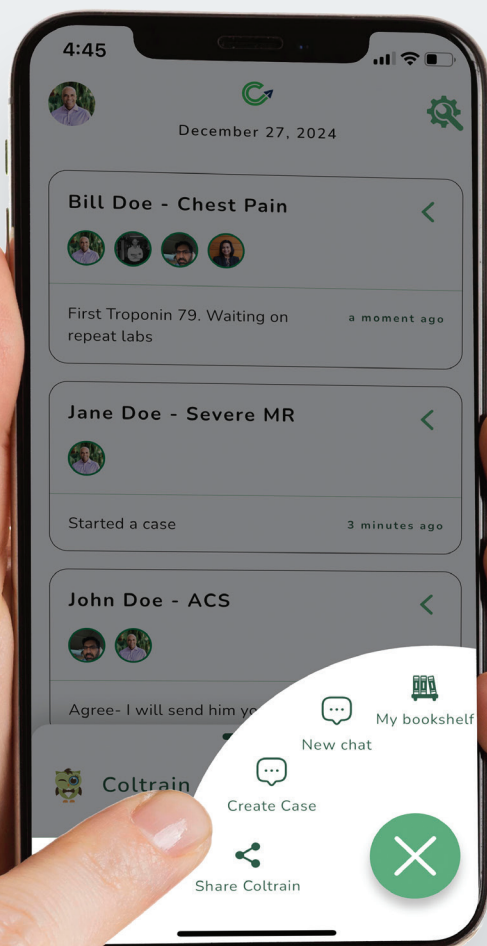 4:45
December 27, 2024
Bill Doe - Chest Pain
First Troponin 79. Waiting on
repeat labs
a moment ago
Jane Doe - Severe MR
Started a case
3 minutes ago
John Doe - ACS
Agree- I will send him
My bookshelf
New chat
Coltrain
Create Case
Share Coltrain